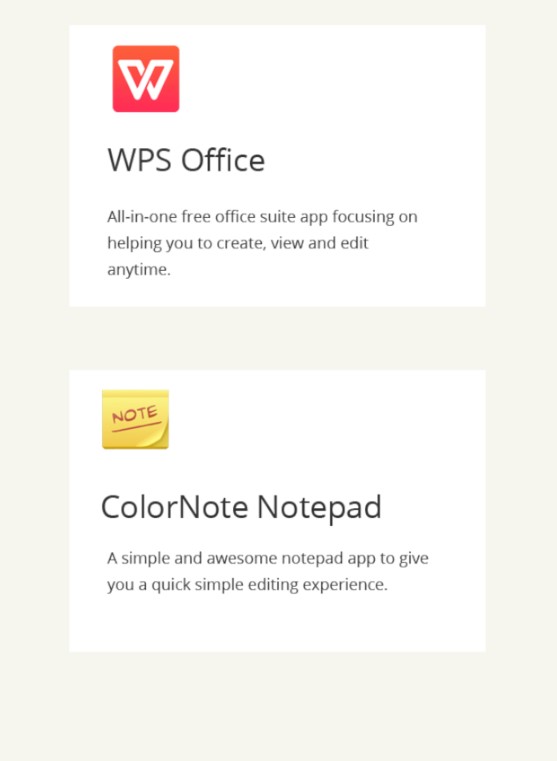 W
WPS Office
All-in-one free office suite app focusing on
helping you to create, view and edit
anytime.
NOTE
ColorNote Notepad
A simple and awesome notepad app to give
you a quick simple editing experience.